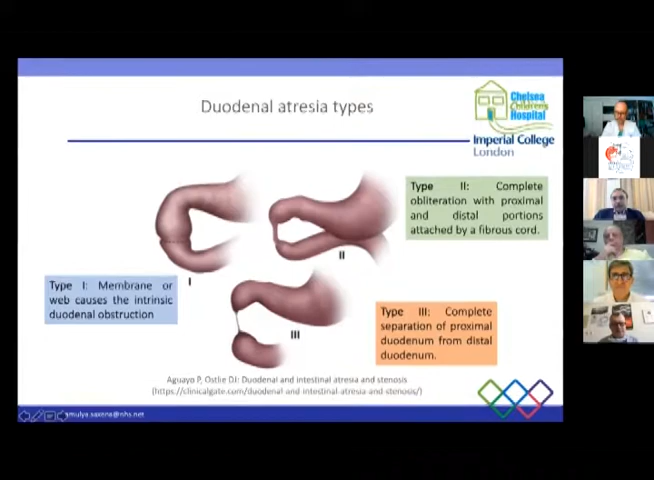 Duodenal atresia types
Chelsea
Children's
Hospital
Imperial College
London
Type II: Complete
obliteration with proximal
and distal portions
attached by a fibrous cord.
II
I
Type I: Membrane or
web causes the intrinsic
duodenal obstruction
III
Type III: Complete
separation of proximal
duodenum from distal
duodenum.
Aguayo P, Ostlie DJ: Duodenal and intestinal atresia and stenosis
(https://clinicalgate.com/duodenal-and-intestinal-atresia-and-stenosis/)
amulya.saxena@nhs.net